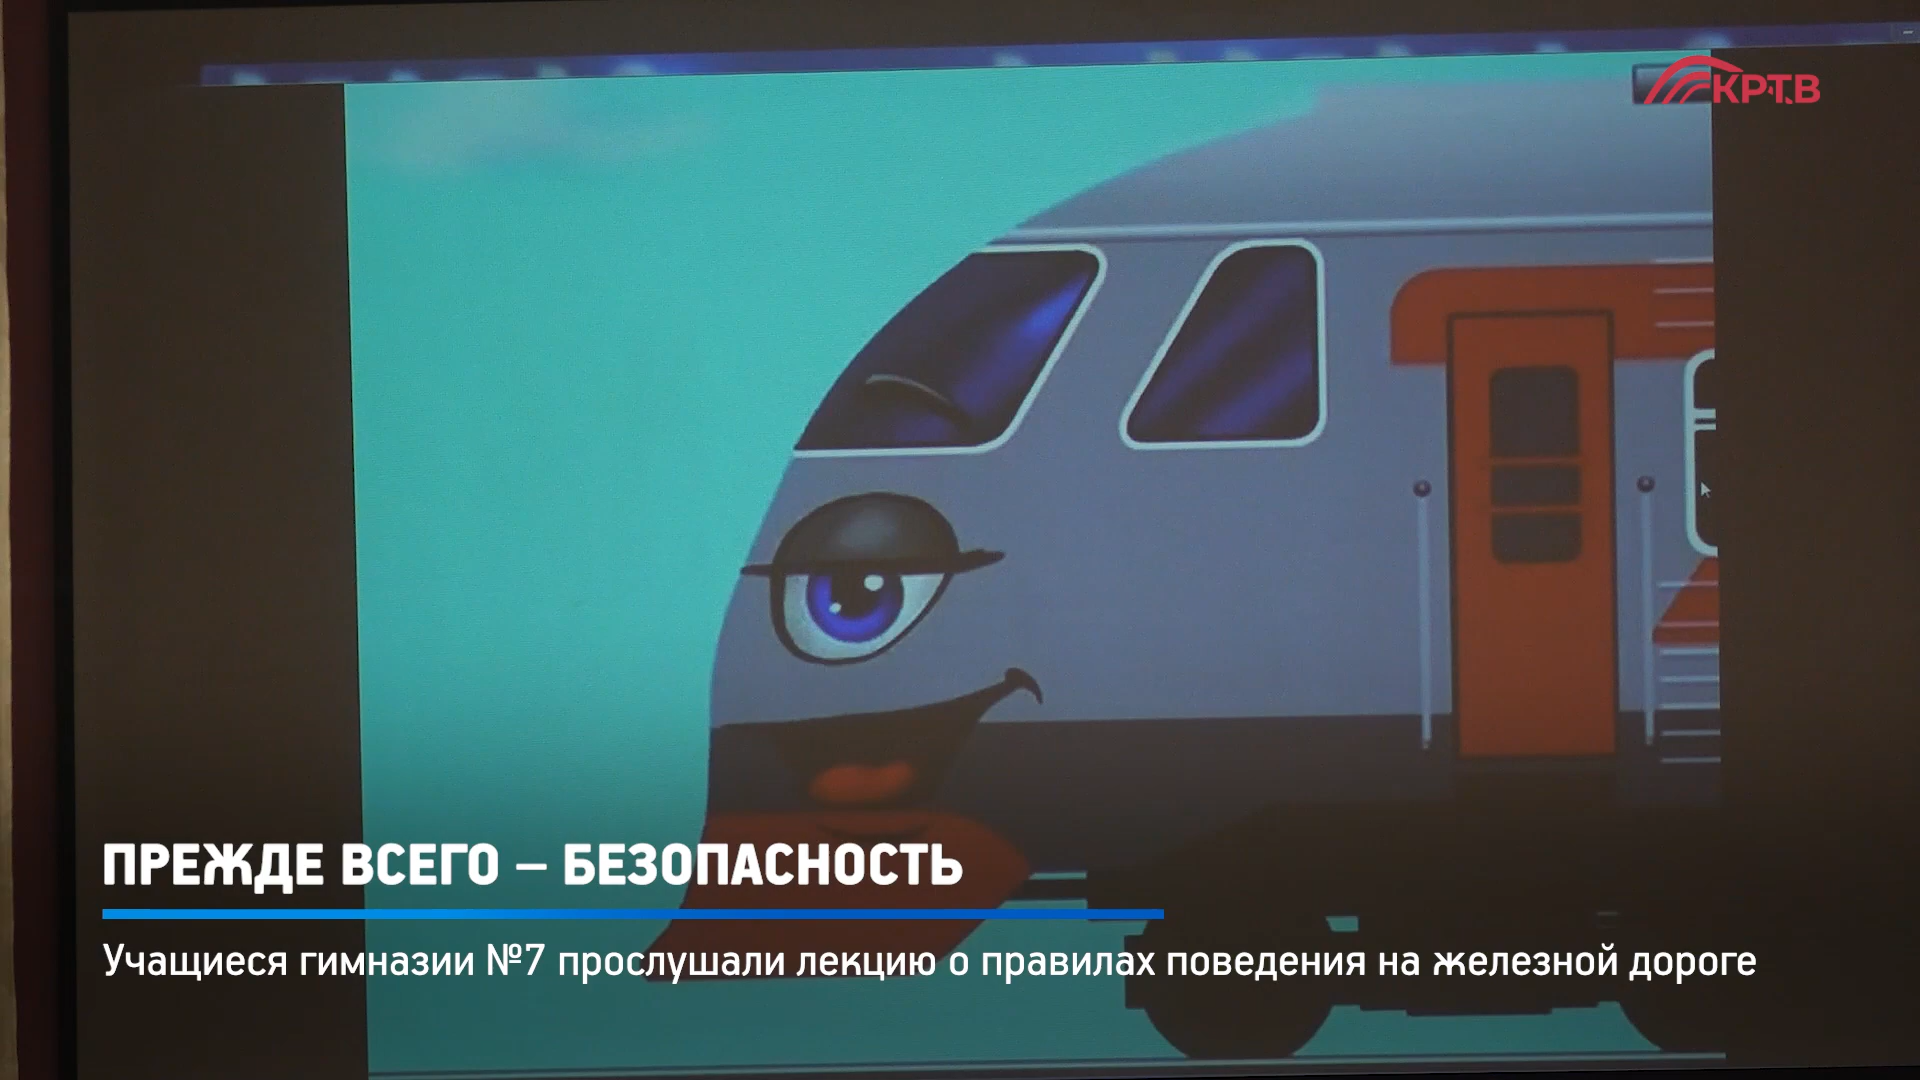 КРТВ
ПРЕЖДЕ ВСЕГО – БЕЗОПАСНОСТЬ
Учащиеся гимназии №7 прослушали лекцию о правилах поведения на железной дороге